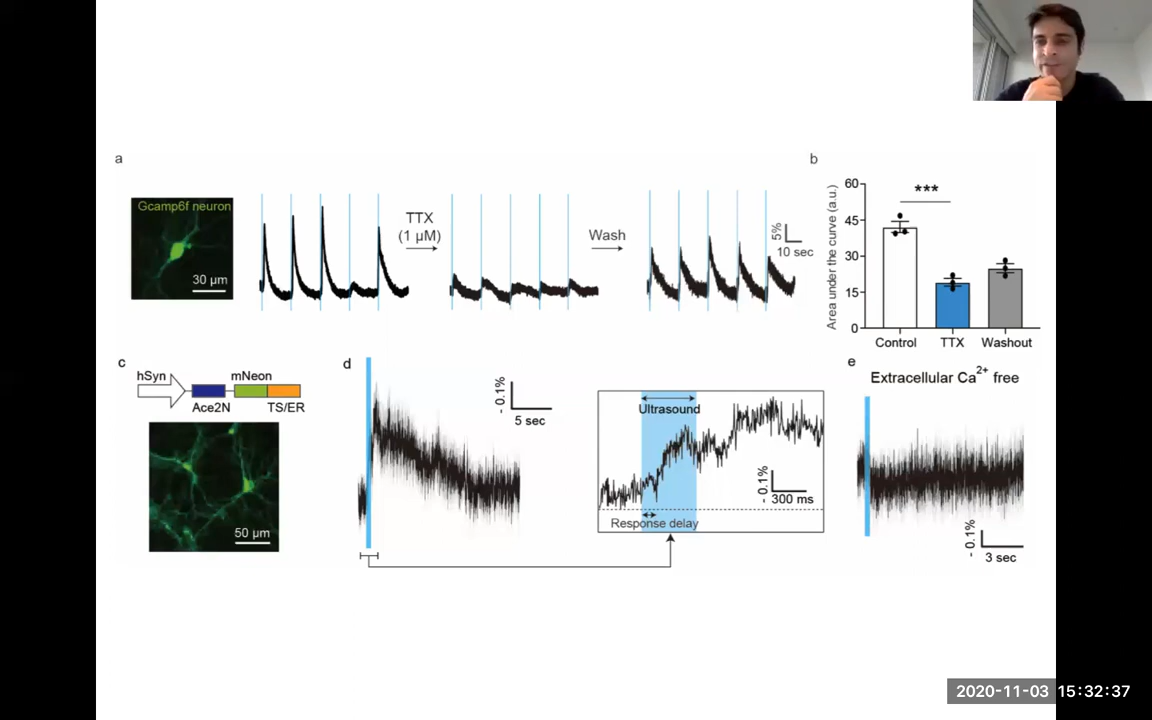 a
Gcamp6f neuron
30 µm
TTX
(1 µM)
Wash
5%
10 sec
b
Area under the curve (a.u.)
60
45
30
15
0
***
Control
TTX
Washout
c
hSyn
mNeon
Ace2N
TS/ER
50 µm
d
- 0.1%
5 sec
Ultrasound
- 0.1%
300 ms
Response delay
e
Extracellular Ca2+ free
- 0.1%
3 sec
2020-11-03 15:32:37